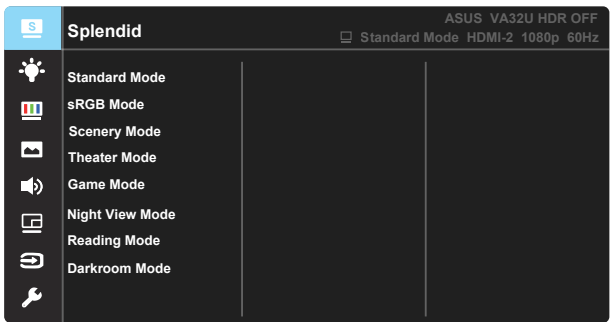 S
Splendid
ASUS VA32U HDR OFF
Standard Mode HDMI-2 1080p 60Hz
Standard Mode
sRGB Mode
Scenery Mode
Theater Mode
Game Mode
Night View Mode
Reading Mode
Darkroom Mode